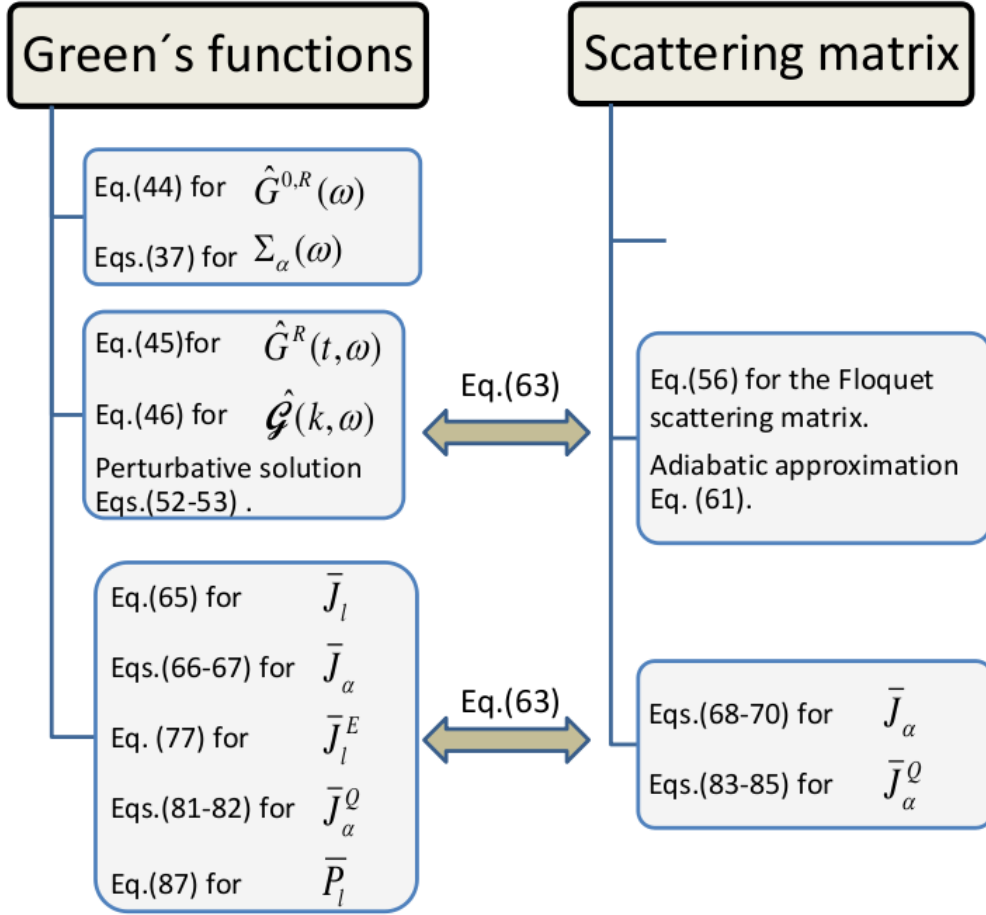 Green´s functions
Scattering matrix
Eq.(44) for Ĝ^{0,R}(ω)
Eqs.(37) for Σ_α(ω)
Eq.(45)for Ĝ^R(t,ω)
Eq.(46) for 𝓖̂(k,ω)
Perturbative solution
Eqs.(52-53) .
Eq.(63)
Eq.(56) for the Floquet
scattering matrix.
Adiabatic approximation
Eq. (61).
Eq.(65) for J̄_l
Eqs.(66-67) for J̄_α
Eq. (77) for J̄_l^E
Eqs.(81-82) for J̄_α^Q
Eq.(87) for P̄_l
Eq.(63)
Eqs.(68-70) for J̄_α
Eqs.(83-85) for J̄_α^Q